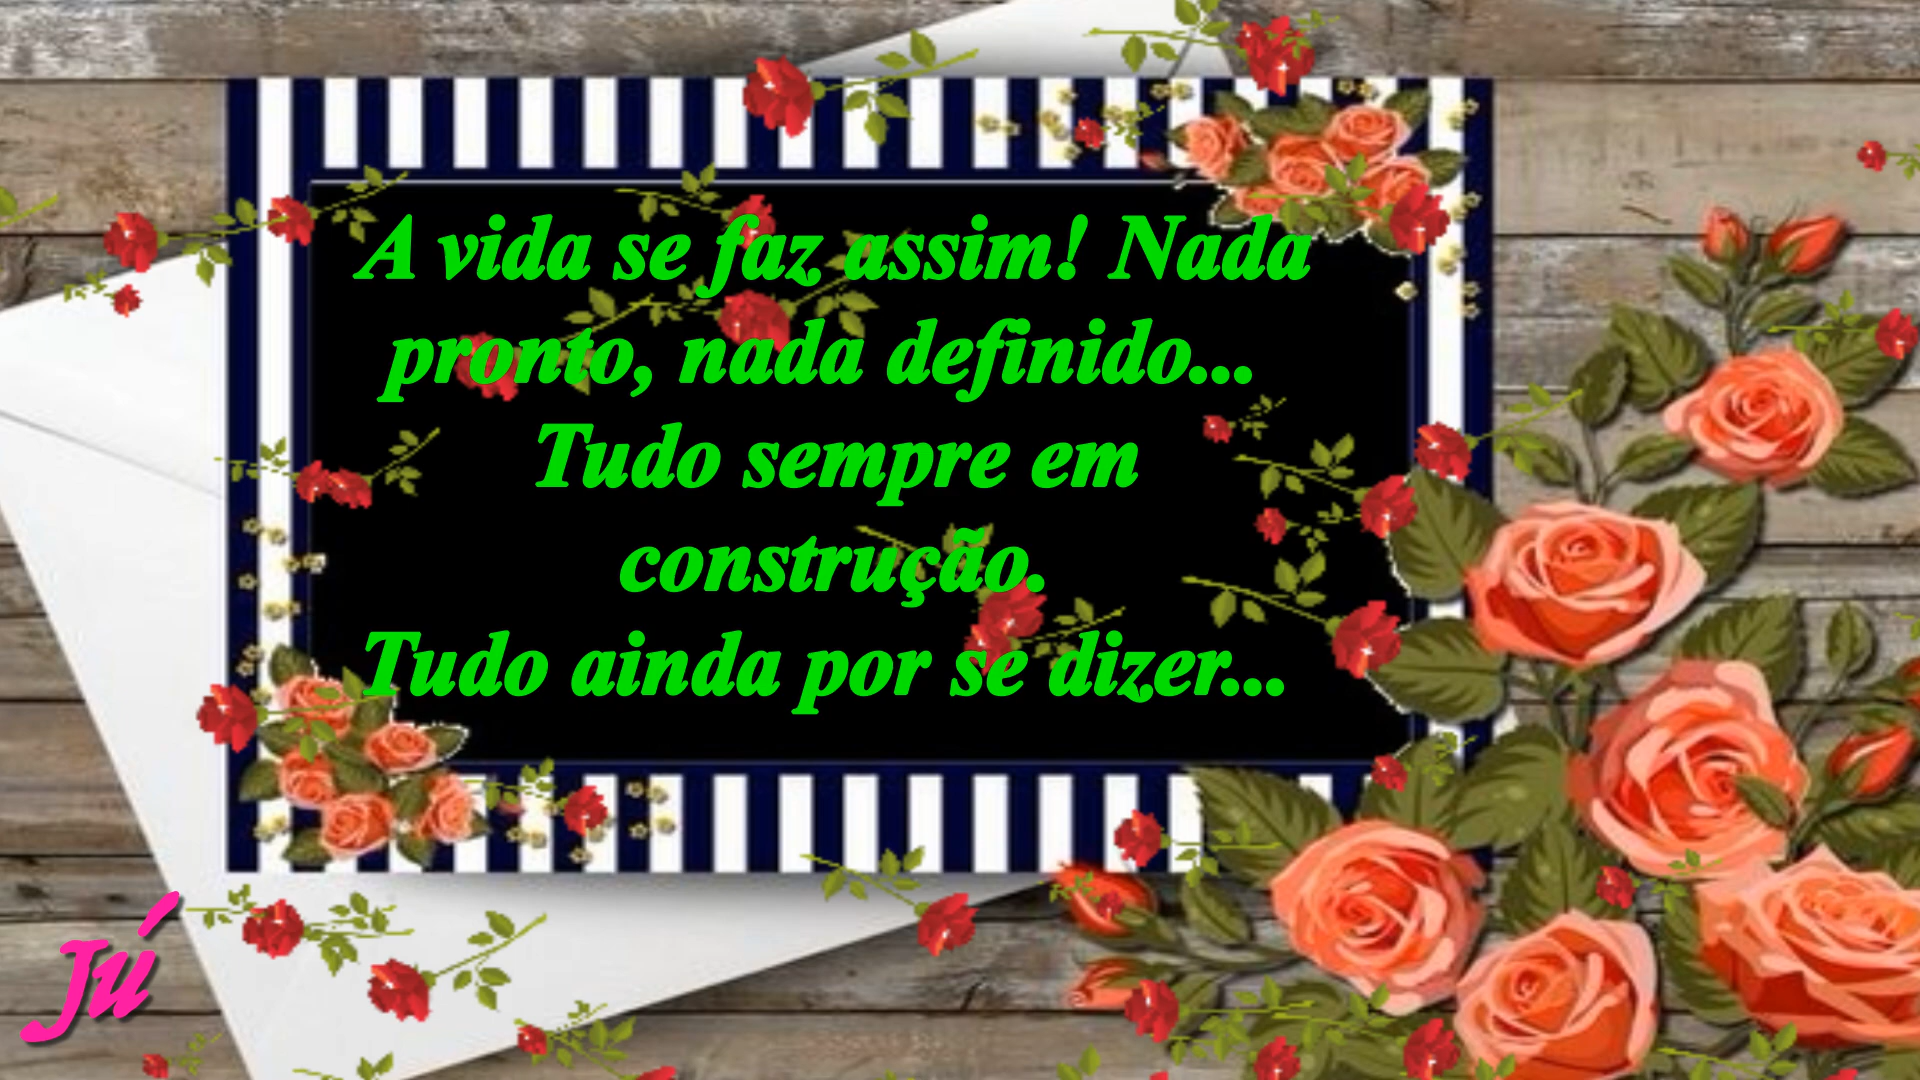 A vida se faz assim! Nada
pronto, nada definido...
Tudo sempre em
construção.
Tudo ainda por se dizer...
Jú